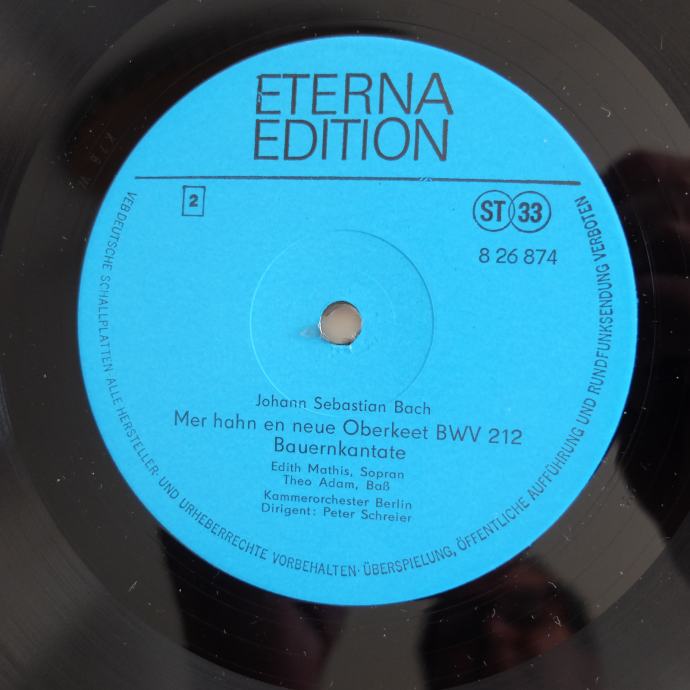 ETERNA
EDITION
2
ST 33
8 26 874
Johann Sebastian Bach
Mer hahn en neue Oberkeet BWV 212
Bauernkantate
Edith Mathis, Sopran
Theo Adam, Baß
Kammerorchester Berlin
Dirigent: Peter Schreier
VEB DEUTSCHE SCHALLPLATTEN ALLE HERSTELLER- UND URHEBERRECHTE VORBEHALTEN · ÜBERSPIELUNG, ÖFFENTLICHE AUFFÜHRUNG UND RUNDFUNKSENDUNG VERBOTEN